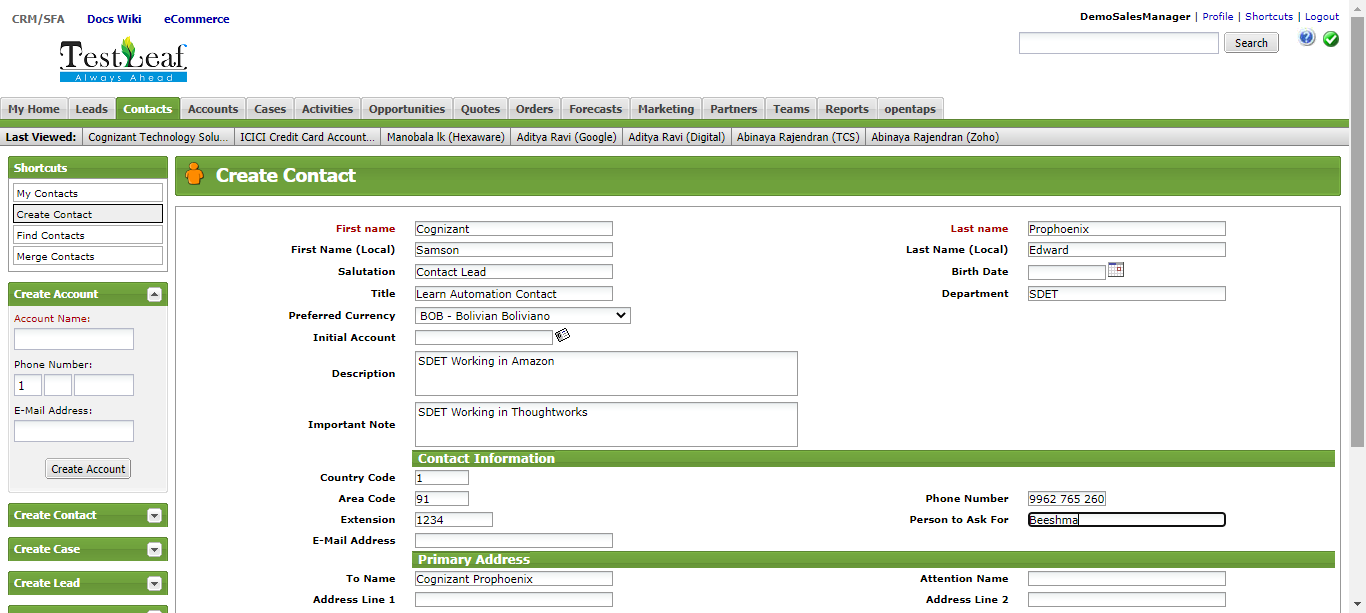 CRM/SFA Docs Wiki eCommerce
DemoSalesManager | Profile | Shortcuts | Logout
TestLeaf
Always Ahead
Search
My Home Leads Contacts Accounts Cases Activities Opportunities Quotes Orders Forecasts Marketing Partners Teams Reports opentaps
Last Viewed: Cognizant Technology Solu... ICICI Credit Card Account... Manobala lk (Hexaware) Aditya Ravi (Google) Aditya Ravi (Digital) Abinaya Rajendran (TCS) Abinaya Rajendran (Zoho)
Shortcuts
My Contacts
Create Contact
Find Contacts
Merge Contacts
Create Account
Account Name:
Phone Number:
1
E-Mail Address:
Create Account
Create Contact
Create Case
Create Lead
Create Contact
First name Cognizant Last name Prophoenix
First Name (Local) Samson Last Name (Local) Edward
Salutation Contact Lead Birth Date
Title Learn Automation Contact Department SDET
Preferred Currency BOB - Bolivian Boliviano
Initial Account
Description SDET Working in Amazon
Important Note SDET Working in Thoughtworks
Contact Information
Country Code 1
Area Code 91 Phone Number 9962 765 260
Extension 1234 Person to Ask For Beeshma
E-Mail Address
Primary Address
To Name Cognizant Prophoenix Attention Name
Address Line 1 Address Line 2